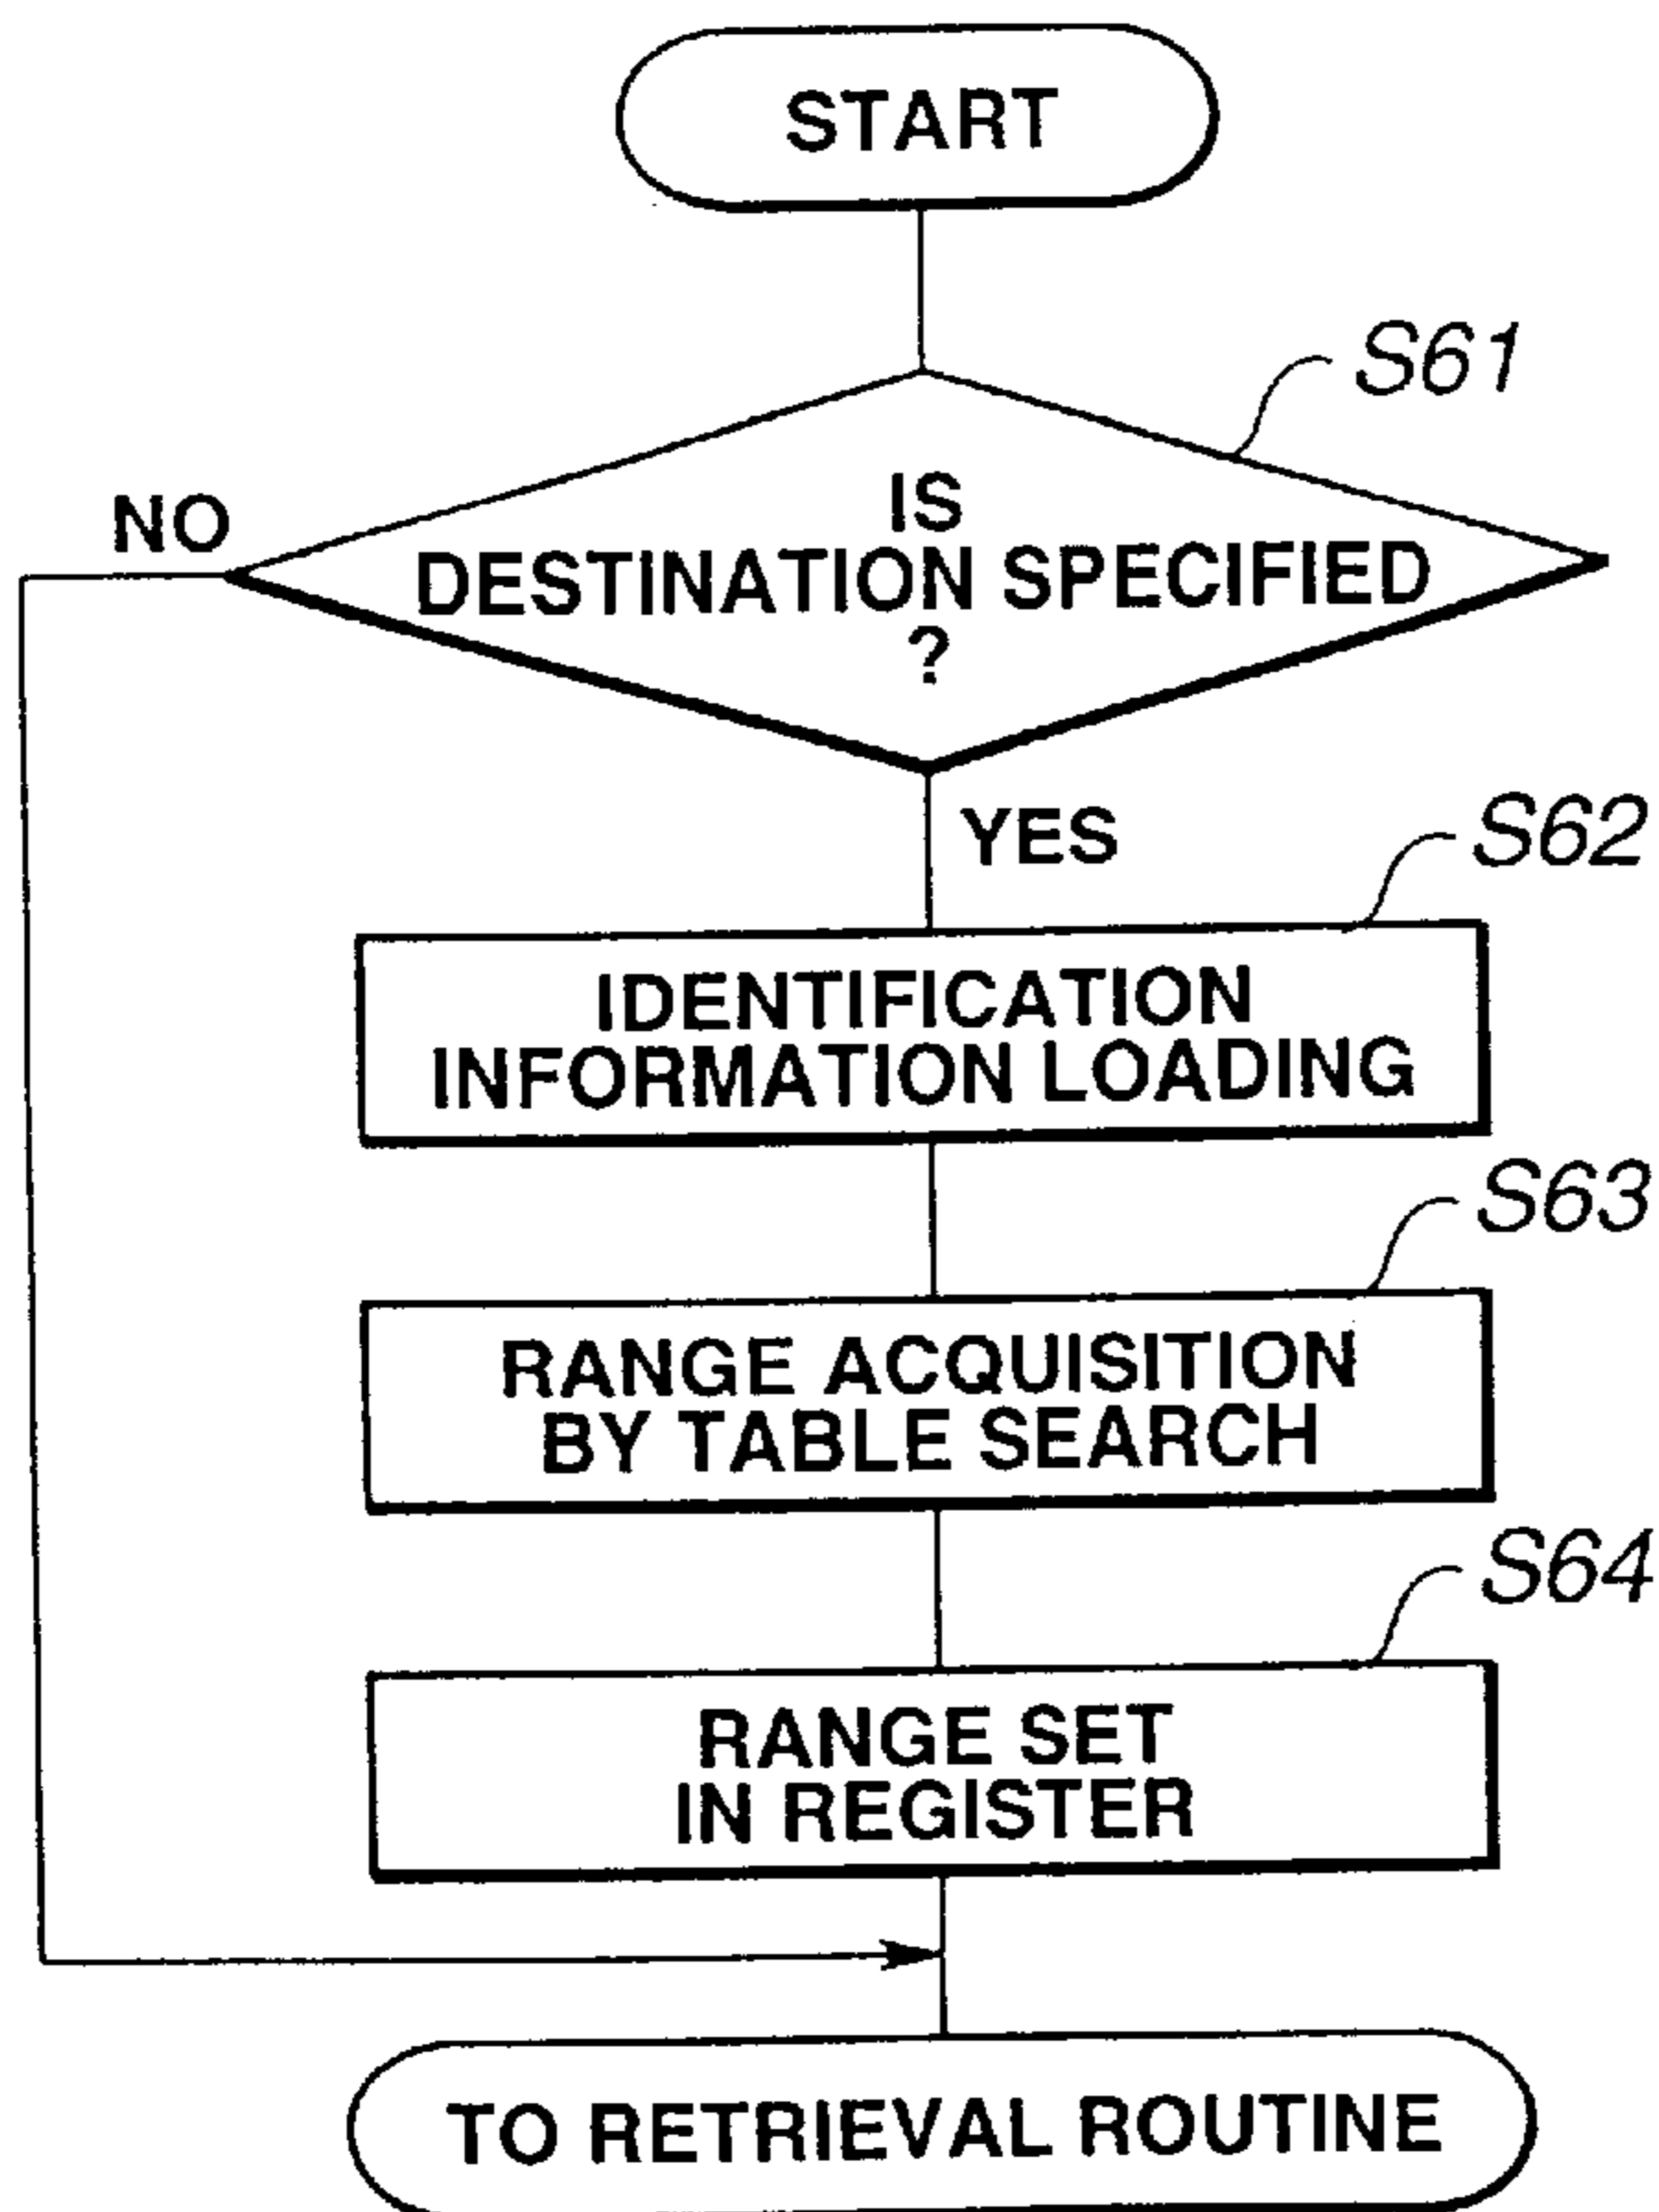 START
S61
IS
NO
DESTINATION SPECIFIED
?
YES
S62
IDENTIFICATION
INFORMATION LOADING
S63
RANGE ACQUISITION
BY TABLE SEARCH
S64
RANGE SET
IN REGISTER
TO RETRIEVAL ROUTINE